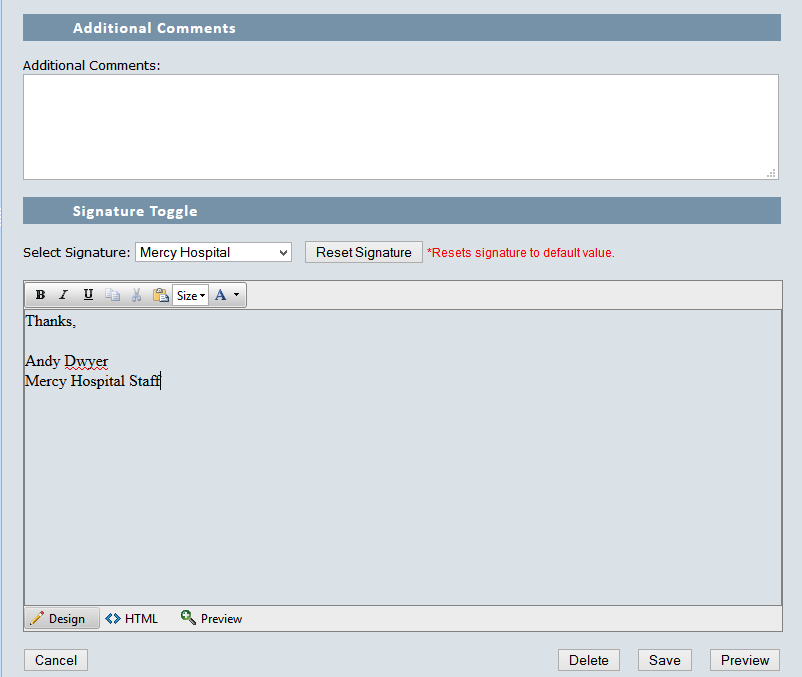 Additional Comments
Additional Comments:
Signature Toggle
Select Signature: Mercy Hospital Reset Signature *Resets signature to default value.
B I U Size A
Thanks,
Andy Dwyer
Mercy Hospital Staff
Design HTML Preview
Cancel Delete Save Preview